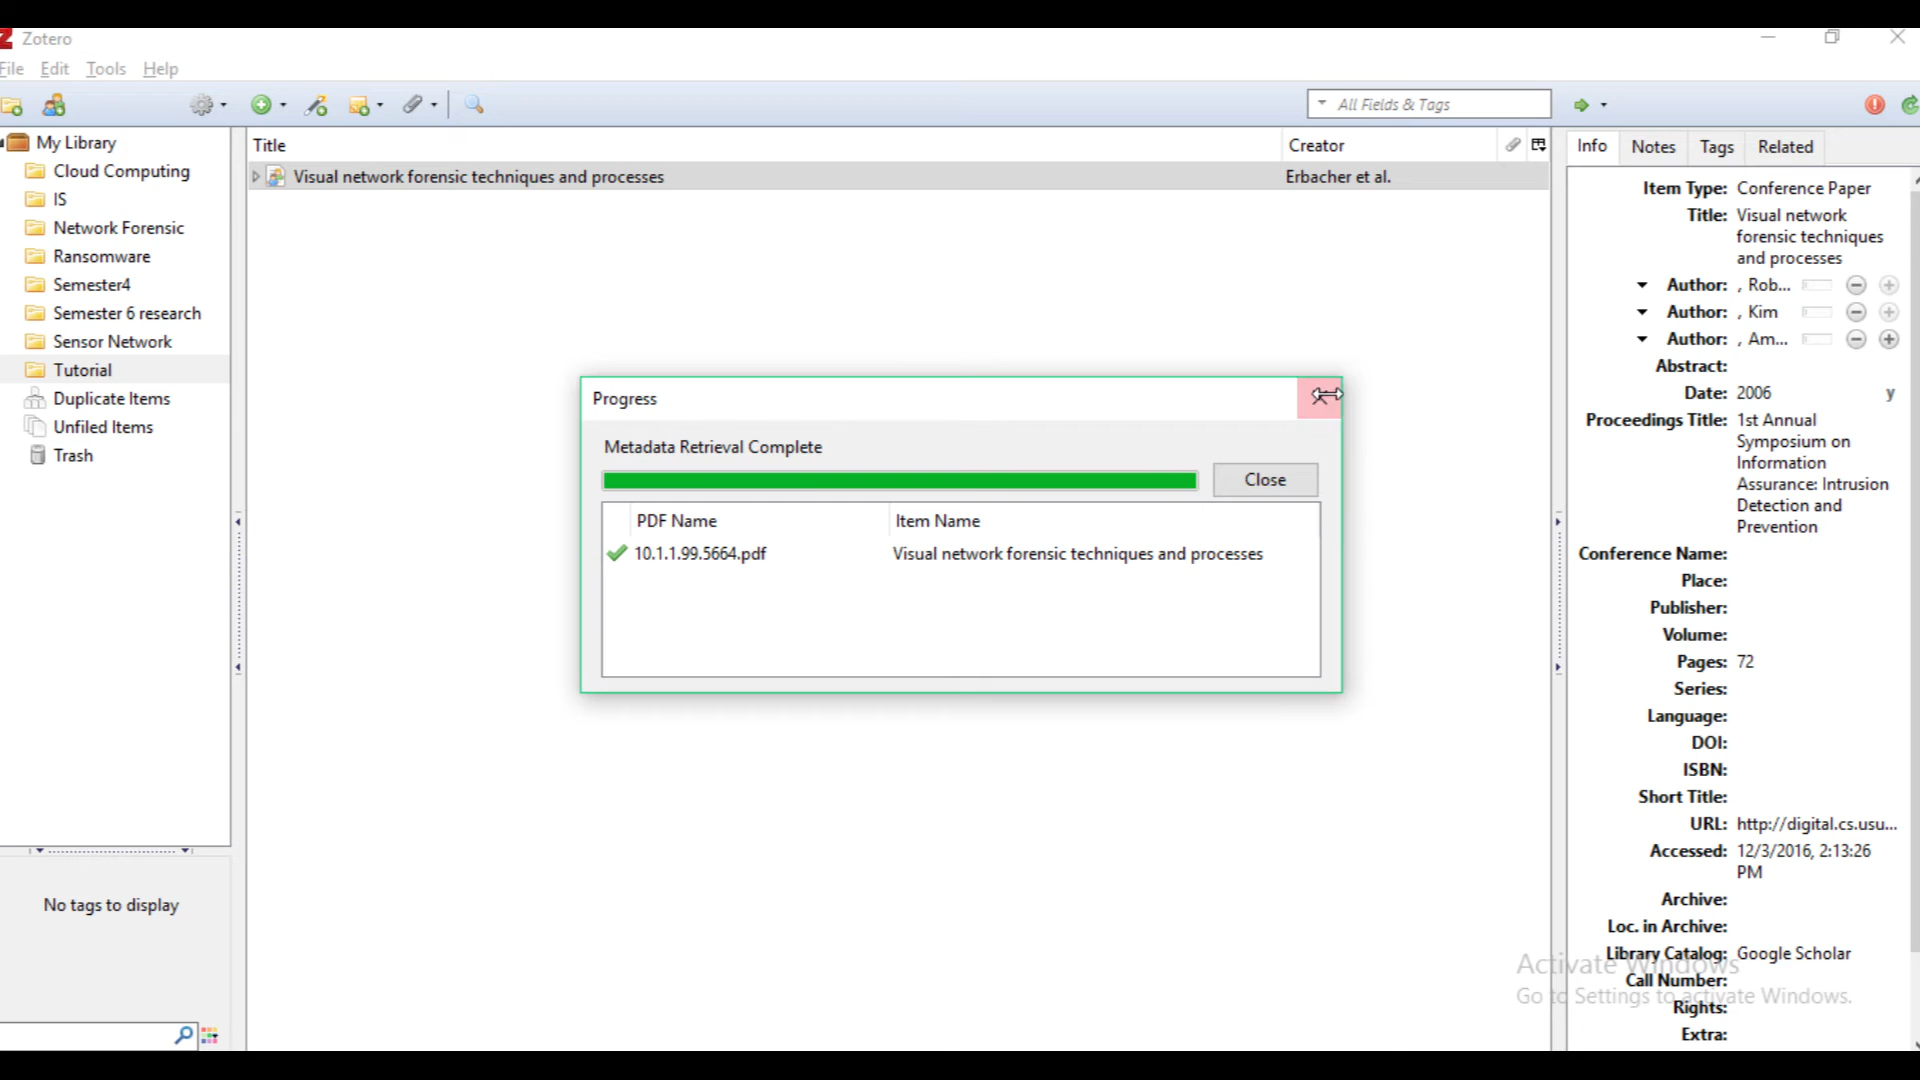 Zotero
File Edit Tools Help
All Fields & Tags
My Library
Cloud Computing
IS
Network Forensic
Ransomware
Semester4
Semester 6 research
Sensor Network
Tutorial
Duplicate Items
Unfiled Items
Trash
No tags to display
Title Creator
Visual network forensic techniques and processes Erbacher et al.
Progress
Metadata Retrieval Complete
Close
PDF Name Item Name
10.1.1.99.5664.pdf Visual network forensic techniques and processes
Info Notes Tags Related
Item Type: Conference Paper
Title: Visual network
forensic techniques
and processes
Author: , Rob...
Author: , Kim
Author: , Am...
Abstract:
Date: 2006 y
Proceedings Title: 1st Annual
Symposium on
Information
Assurance: Intrusion
Detection and
Prevention
Conference Name:
Place:
Publisher:
Volume:
Pages: 72
Series:
Language:
DOI:
ISBN:
Short Title:
URL: http://digital.cs.usu...
Accessed: 12/3/2016, 2:13:26
PM
Archive:
Loc. in Archive:
Library Catalog: Google Scholar
Call Number:
Rights:
Extra:
Activate Windows
Go to Settings to activate Windows.